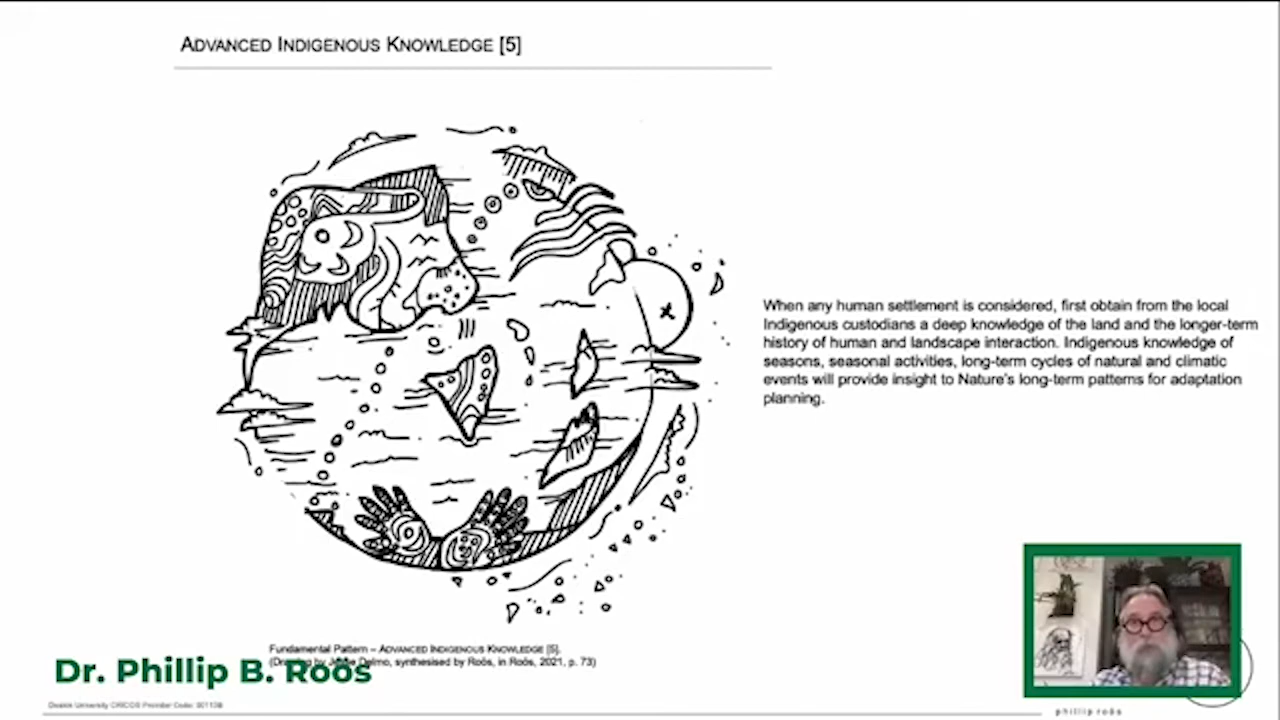 ADVANCED INDIGENOUS KNOWLEDGE [5]
When any human settlement is considered, first obtain from the local
Indigenous custodians a deep knowledge of the land and the longer-term
history of human and landscape interaction. Indigenous knowledge of
seasons, seasonal activities, long-term cycles of natural and climatic
events will provide insight to Nature's long-term patterns for adaptation
planning.
Fundamental Pattern – ADVANCED INDIGENOUS KNOWLEDGE [5].
by Delmo, synthesised by Roös, in Roös, 2021, p. 73)
Dr. Phillip B. Roös
Deakin University CRICOS Provider Code: 00113B
phillip roös